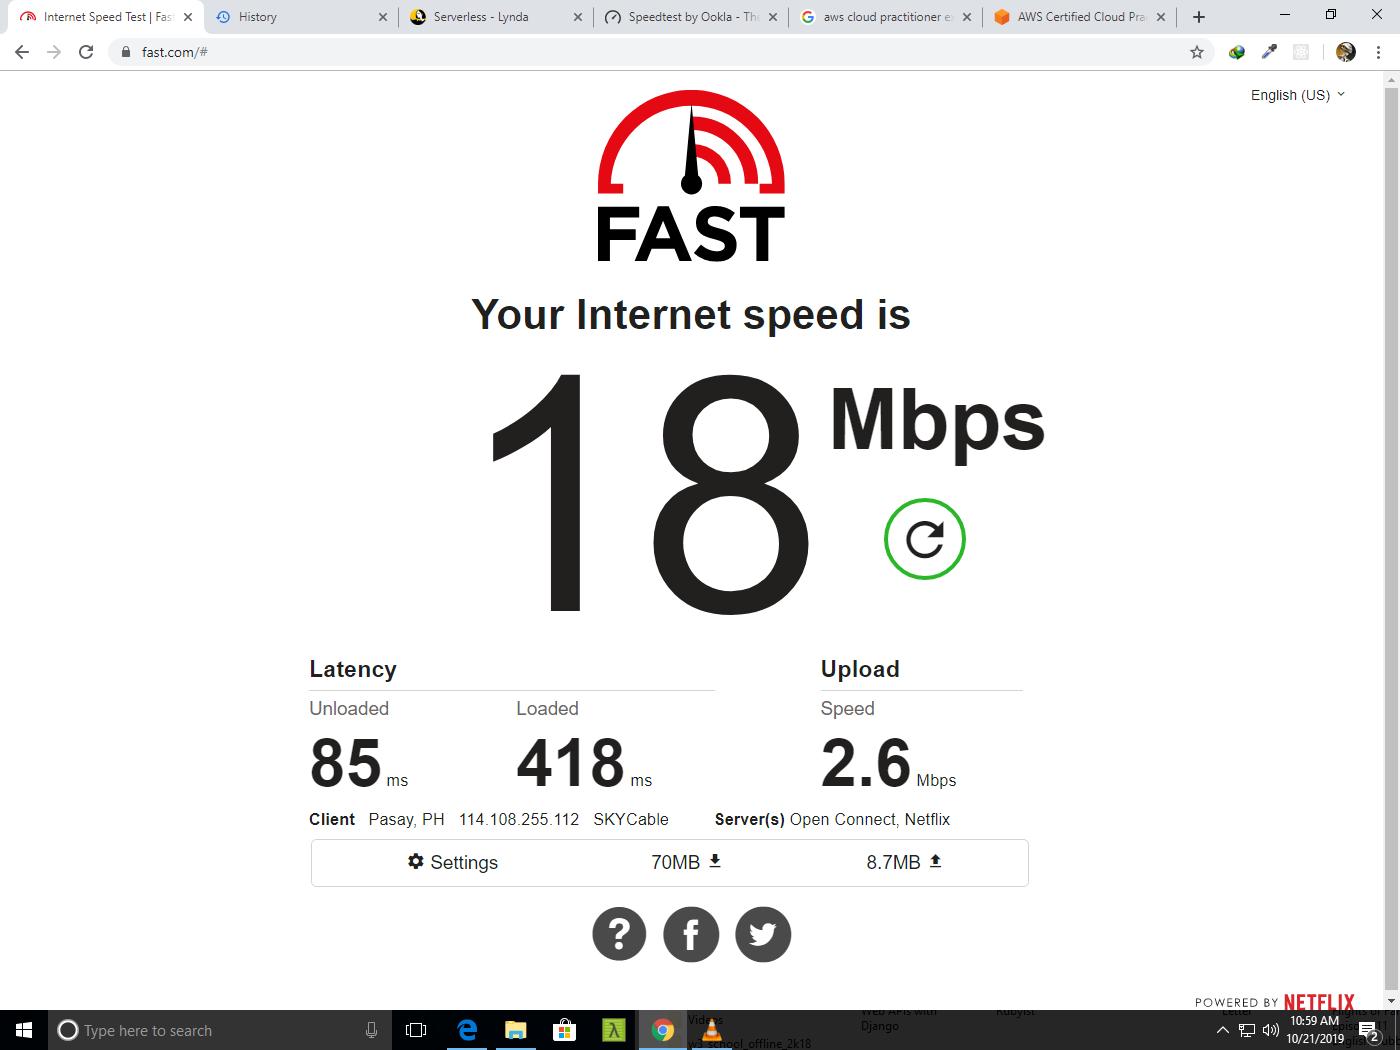 Internet Speed Test | Fas
History
Serverless - Lynda
Speedtest by Ookla - The
aws cloud practitioner e
AWS Certified Cloud Pra
fast.com/#
English (US)
FAST
Your Internet speed is
18 Mbps
Latency
Upload
Unloaded
Loaded
Speed
85 ms
418 ms
2.6 Mbps
Client Pasay, PH 114.108.255.112 SKYCable
Server(s) Open Connect, Netflix
Settings
70MB
8.7MB
POWERED BY NETFLIX
Type here to search
Videos
w3_school_offline_2k18
Web APIs with
Django
Rubyist
Letter
10:59 AM
10/21/2019
2